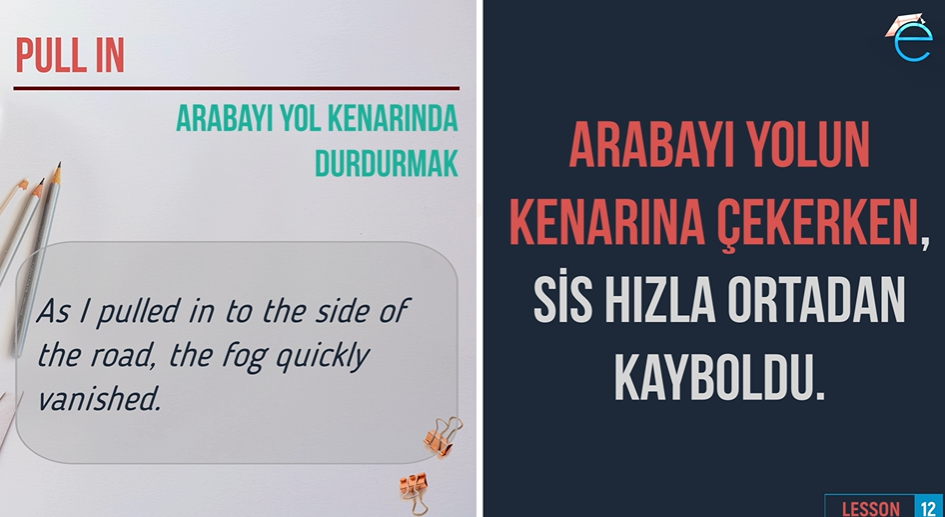 PULL IN
ARABAYI YOL KENARINDA
DURDURMAK
As I pulled in to the side of
the road, the fog quickly
vanished.
ARABAYI YOLUN
KENARINA ÇEKERKEN,
SİS HIZLA ORTADAN
KAYBOLDU.
e
LESSON 12